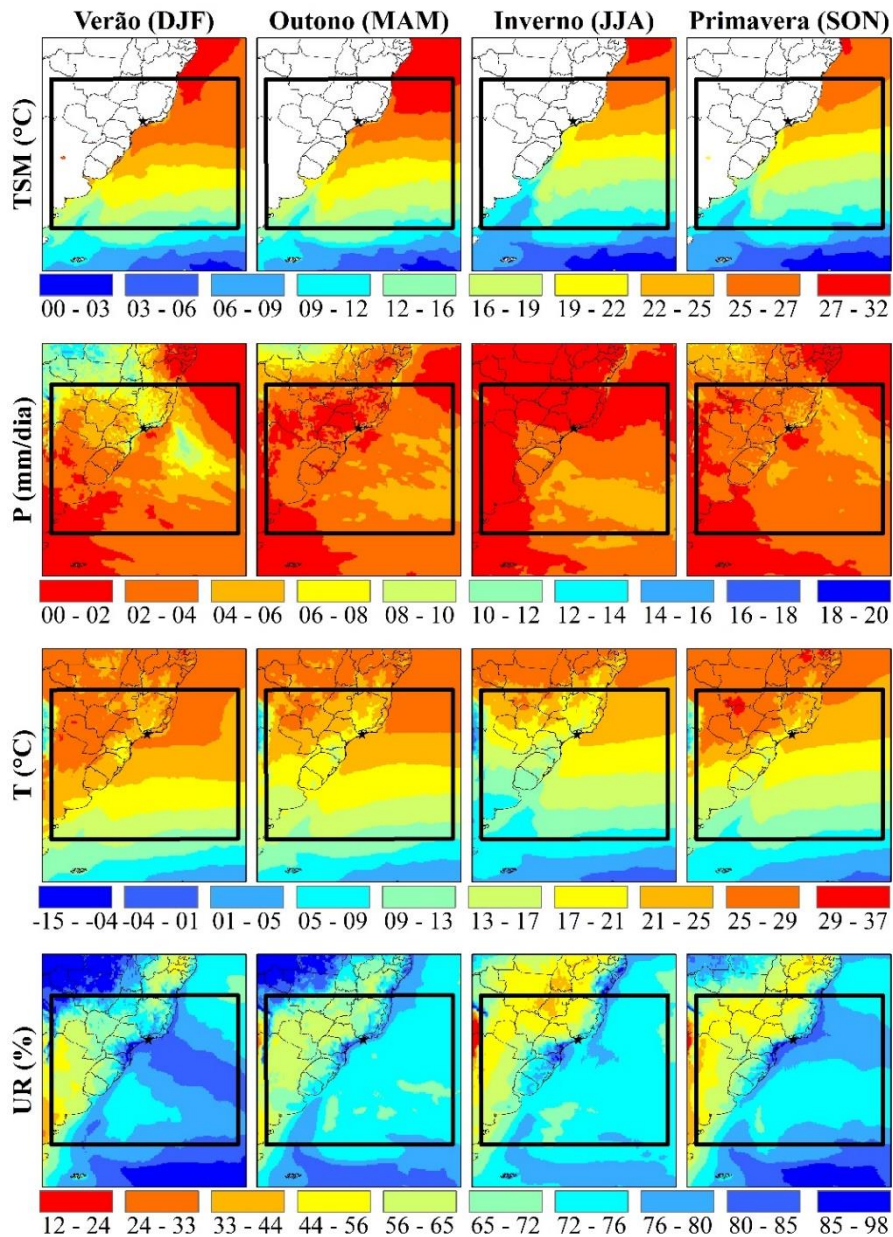 Verão (DJF) Outono (MAM) Inverno (JJA) Primavera (SON)
TSM (°C)
00 - 03 03 - 06 06 - 09 09 - 12 12 - 16 16 - 19 19 - 22 22 - 25 25 - 27 27 - 32
P (mm/dia)
00 - 02 02 - 04 04 - 06 06 - 08 08 - 10 10 - 12 12 - 14 14 - 16 16 - 18 18 - 20
T (°C)
-15 - -04 -04 - 01 01 - 05 05 - 09 09 - 13 13 - 17 17 - 21 21 - 25 25 - 29 29 - 37
UR (%)
12 - 24 24 - 33 33 - 44 44 - 56 56 - 65 65 - 72 72 - 76 76 - 80 80 - 85 85 - 98